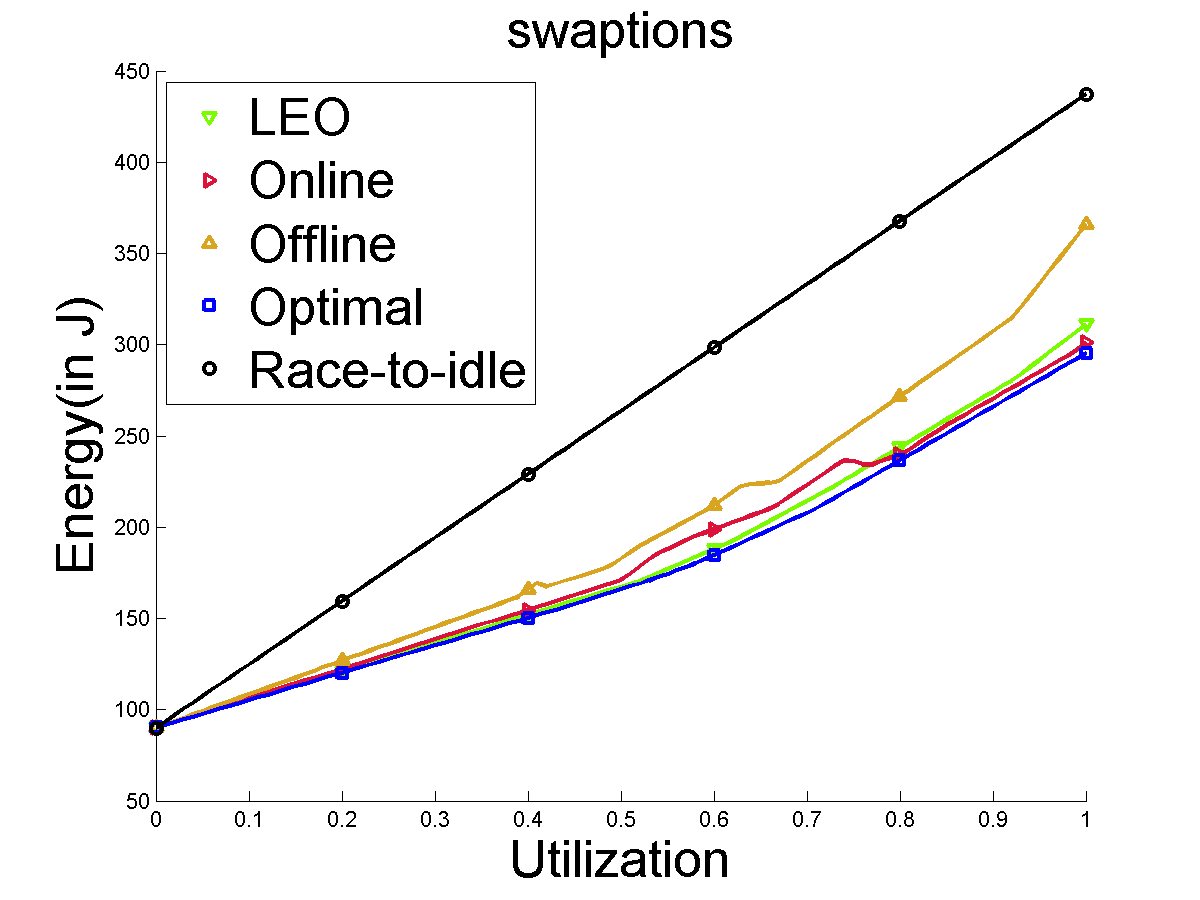 swaptions
450
400
350
300
250
200
150
100
50
Energy(in J)
LEO
Online
Offline
Optimal
Race-to-idle
0 0.1 0.2 0.3 0.4 0.5 0.6 0.7 0.8 0.9 1
Utilization